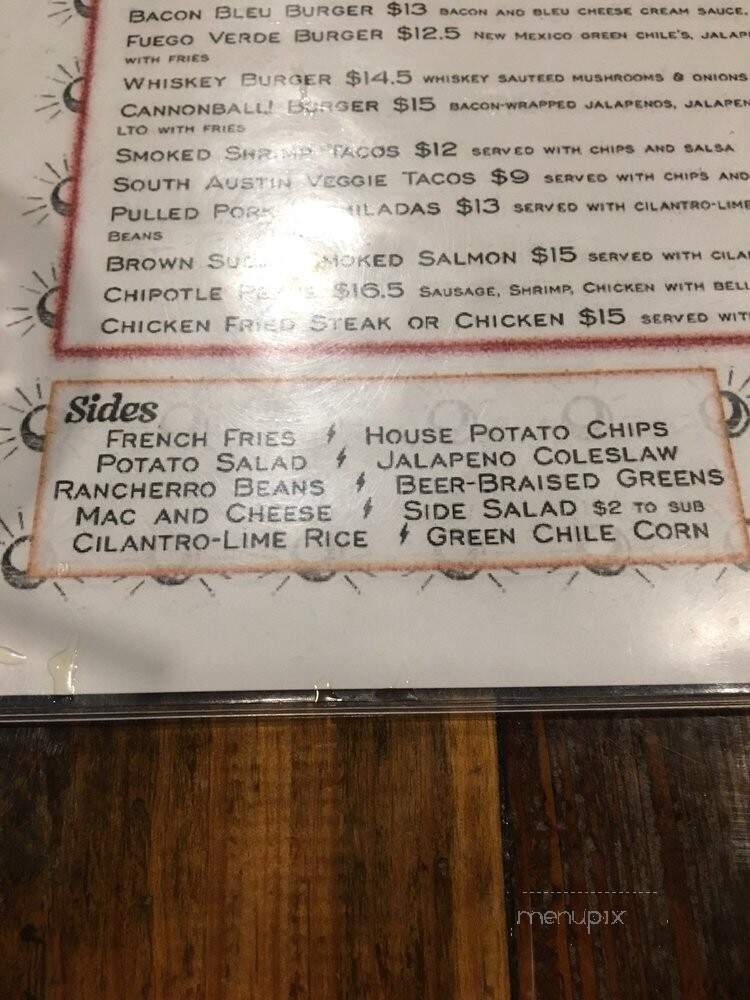 BACON BLEU BURGER $13 BACON AND BLEU CHEESE CREAM SAUCE,
FUEGO VERDE BURGER $12.5 NEW MEXICO GREEN CHILE'S, JALAP
WITH FRIES
WHISKEY BURGER $14.5 WHISKEY SAUTEED MUSHROOMS & ONIONS
CANNONBALL! BURGER $15 BACON-WRAPPED JALAPENOS, JALAPEN
LTO WITH FRIES
SMOKED SHRIMP TACOS $12 SERVED WITH CHIPS AND SALSA
SOUTH AUSTIN VEGGIE TACOS $9 SERVED WITH CHIPS AND
PULLED PORK HILADAS $13 SERVED WITH CILANTRO-LIME
BEANS
BROWN SU MOKED SALMON $15 SERVED WITH CILA
CHIPOTLE $16.5 SAUSAGE, SHRIMP, CHICKEN WITH BELL
CHICKEN FRIED STEAK OR CHICKEN $15 SERVED WIT
Sides
FRENCH FRIES HOUSE POTATO CHIPS
POTATO SALAD JALAPENO COLESLAW
RANCHERRO BEANS BEER-BRAISED GREENS
MAC AND CHEESE SIDE SALAD $2 TO SUB
CILANTRO-LIME RICE GREEN CHILE CORN
menupix